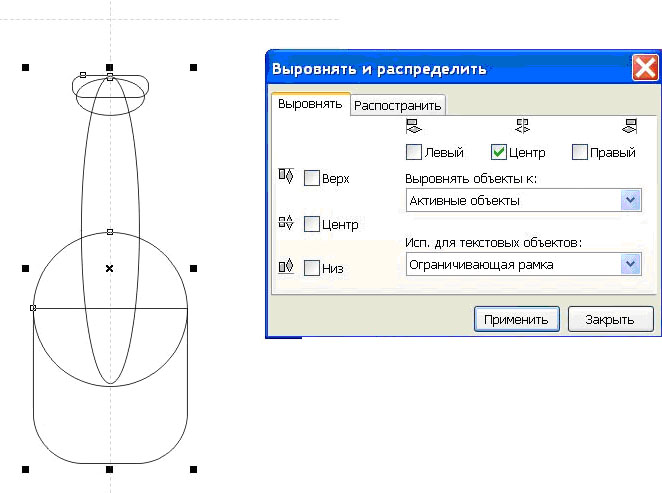 Выровнять и распределить
Выровнять Распостранить
Левый Центр Правый
Верх
Выровнять объекты к:
Активные объекты
Центр
Исп. для текстовых объектов:
Низ
Ограничивающая рамка
Применить Закрыть